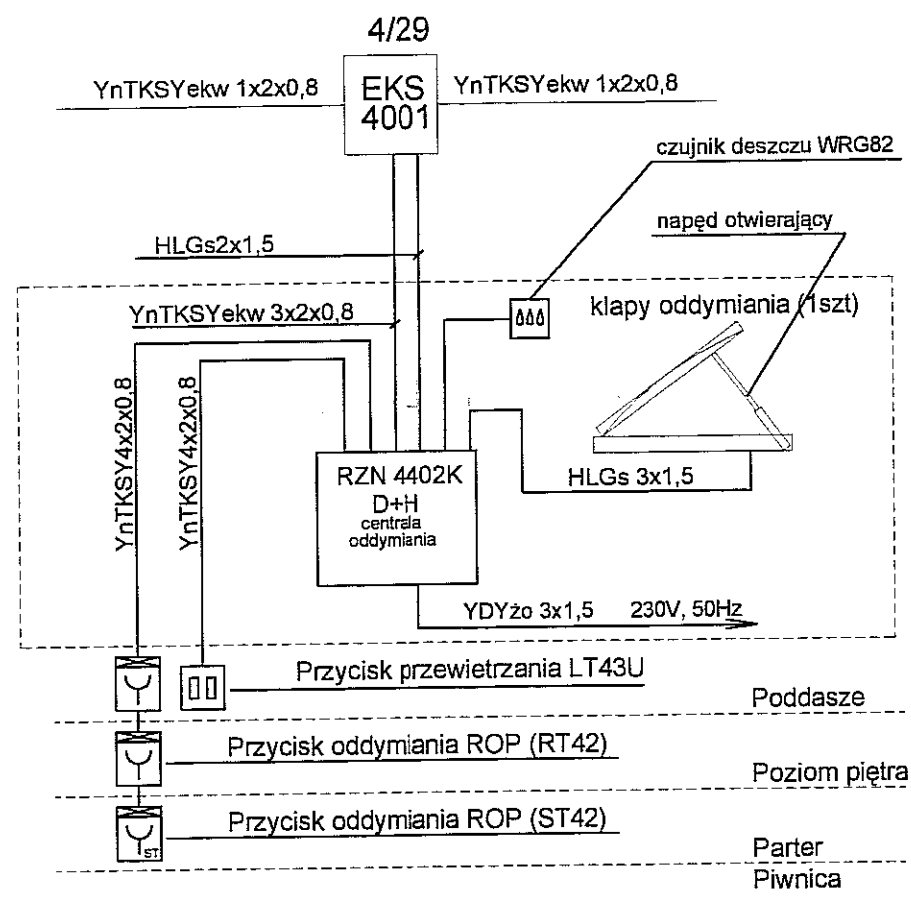 4/29
YnTKSYekw 1x2x0,8
EKS
4001
YnTKSYekw 1x2x0,8
czujnik deszczu WRG82
napęd otwierający
HLGs2x1,5
YnTKSYekw 3x2x0,8
klapy oddymiania (1szt)
YnTKSY4x2x0,8
YnTKSY4x2x0,8
RZN 4402K
D+H
centrala
oddymiania
HLGs 3x1,5
YDYżo 3x1,5 230V, 50Hz
Przycisk przewietrzania LT43U
Poddasze
Przycisk oddymiania ROP (RT42)
Poziom piętra
Przycisk oddymiania ROP (ST42)
ST
Parter
Piwnica